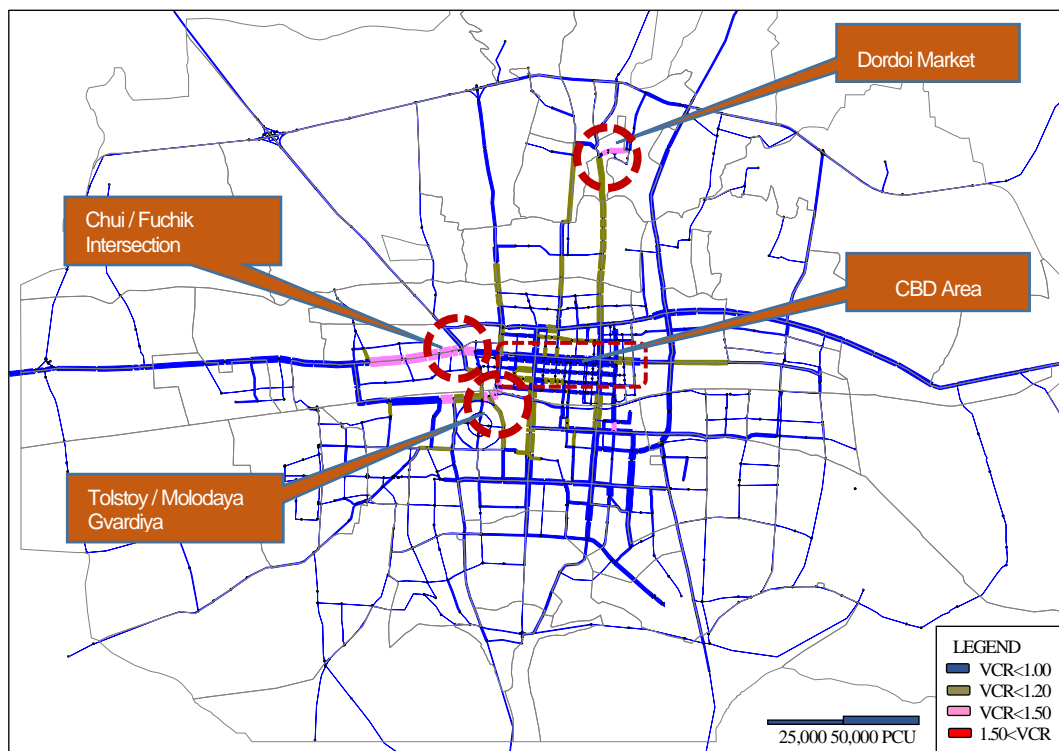 Dordoi Market
Chui / Fuchik
Intersection
CBD Area
Tolstoy / Molodaya
Gvardiya
LEGEND
VCR<1.00
VCR<1.20
VCR<1.50
1.50<VCR
25,000 50,000 PCU